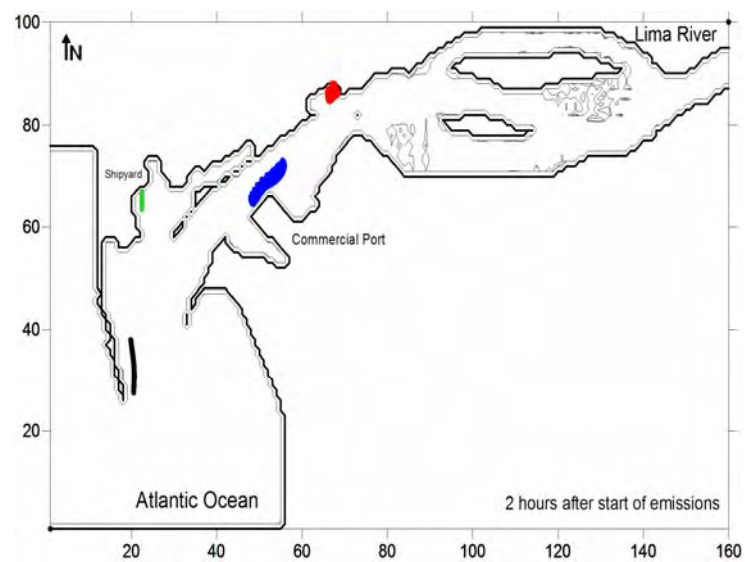 100
Lima River
N
80
Shipyard
60
Commercial Port
40
20
Atlantic Ocean
2 hours after start of emissions
20 40 60 80 100 120 140 160